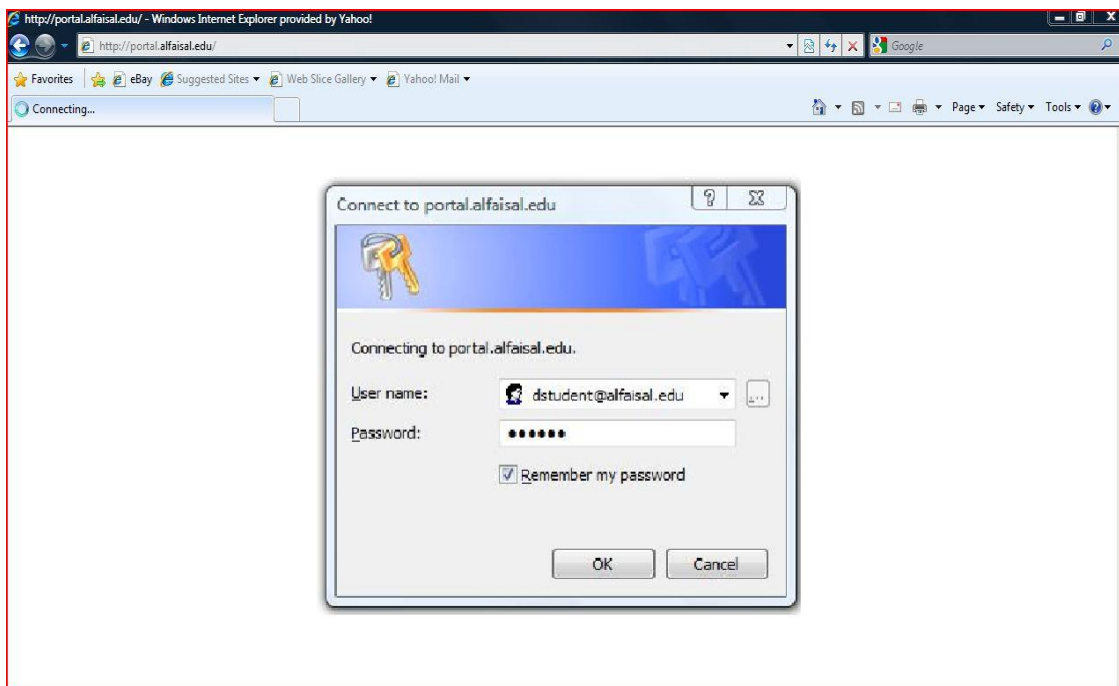 http://portal.alfaisal.edu/ - Windows Internet Explorer provided by Yahoo!
http://portal.alfaisal.edu/
Google
Favorites eBay Suggested Sites Web Slice Gallery Yahoo! Mail
Connecting...
Page Safety Tools
Connect to portal.alfaisal.edu
Connecting to portal.alfaisal.edu.
User name: dstudent@alfaisal.edu ...
Password: ●●●●●●
Remember my password
OK Cancel